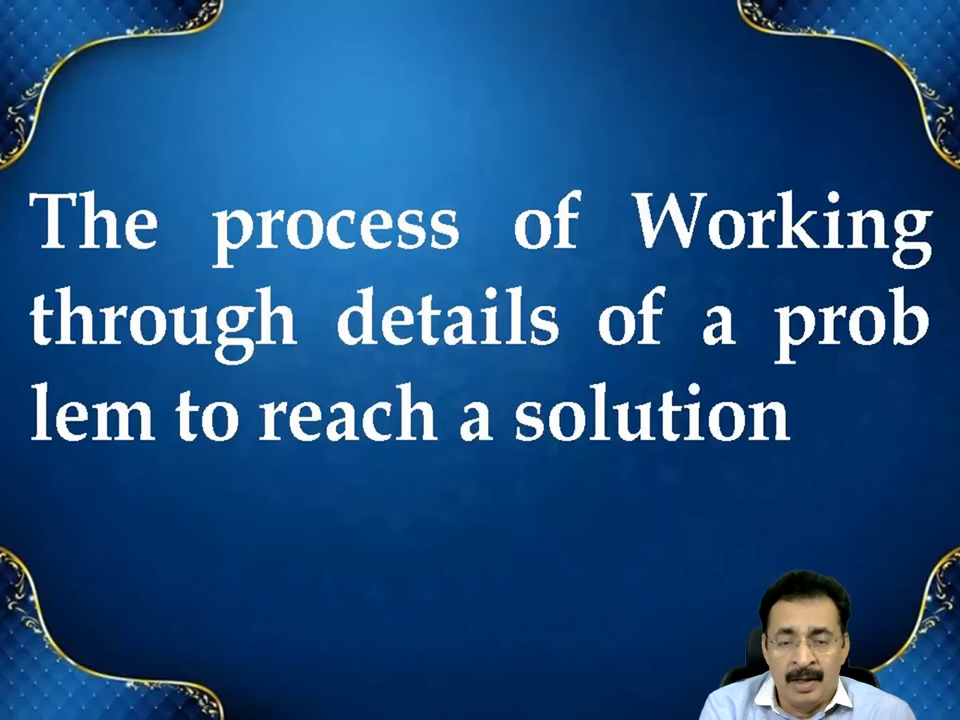 The process of Working
through details of a prob
lem to reach a solution